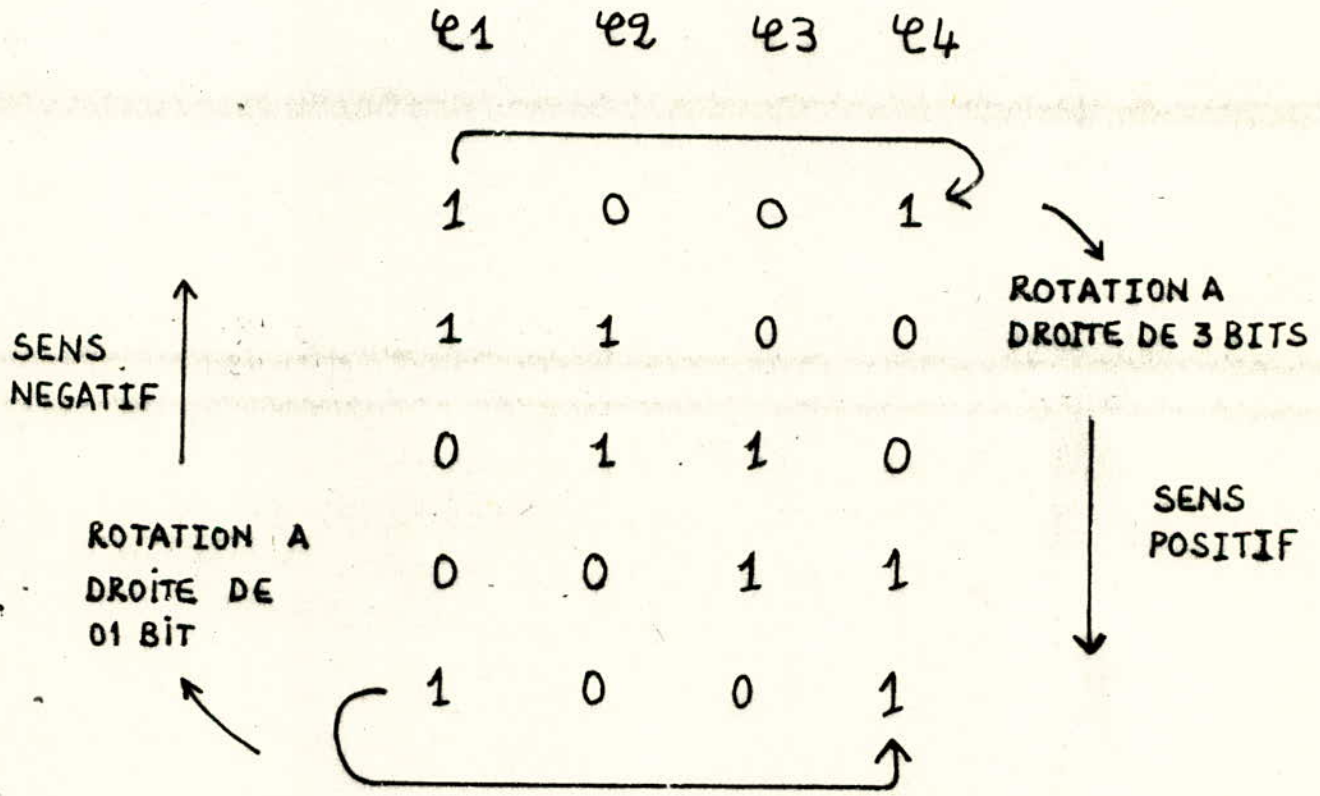 φ1 φ2 φ3 φ4
1 0 0 1
ROTATION A
DROITE DE 3 BITS
1 1 0 0
SENS
NEGATIF
0 1 1 0
SENS
POSITIF
ROTATION A
DROITE DE
01 BIT
0 0 1 1
1 0 0 1